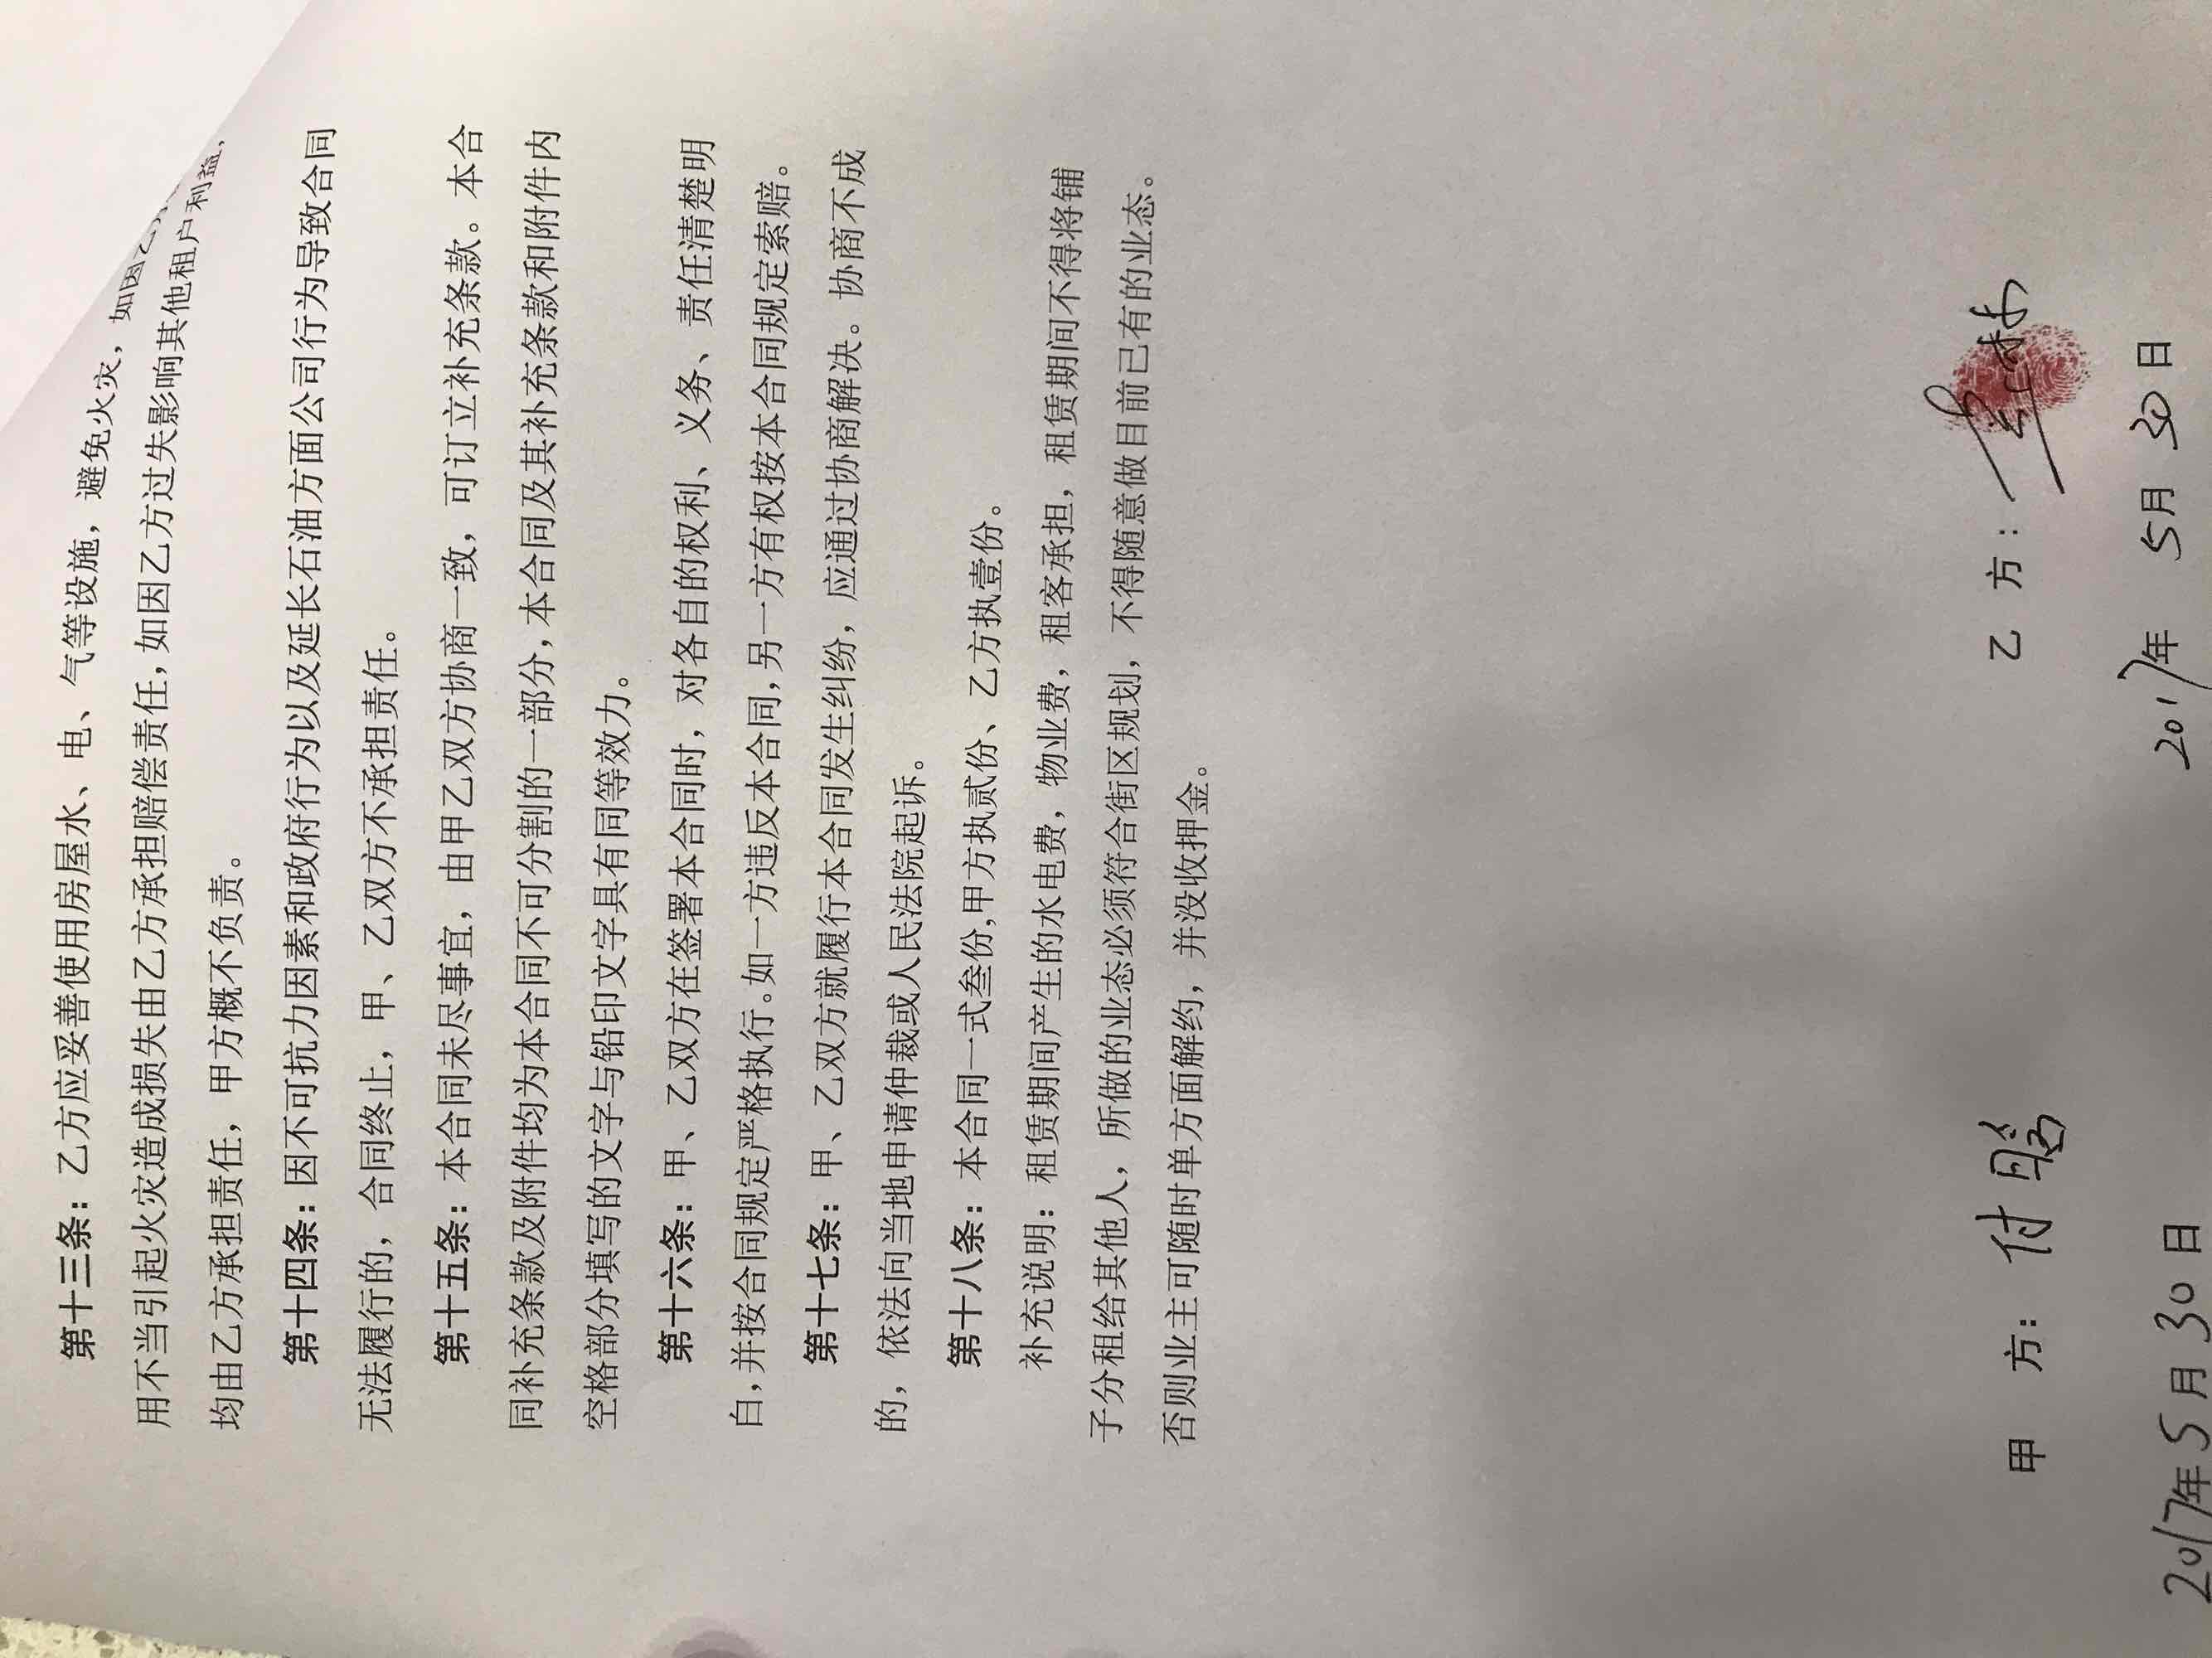 第十三条：乙方应妥善使用房屋水、电、气等设施，避免火灾，如因乙
用不当引起火灾造成损失由乙方承担赔偿责任，如因乙方过失影响其他租户利益，
均由乙方承担责任，甲方概不负责。
第十四条：因不可抗力因素和政府行为以及延长石油方面公司行为导致合同
无法履行的，合同终止，甲、乙双方不承担责任。
第十五条：本合同未尽事宜，由甲乙双方协商一致，可订立补充条款。本合
同补充条款及附件均为本合同不可分割的一部分，本合同及其补充条款和附件内
空格部分填写的文字与铅印文字具有同等效力。
第十六条：甲、乙双方在签署本合同时，对各自的权利、义务、责任清楚明
白，并按合同规定严格执行。如一方违反本合同，另一方有权按本合同规定索赔。
第十七条：甲、乙双方就履行本合同发生纠纷，应通过协商解决。协商不成
的，依法向当地申请仲裁或人民法院起诉。
第十八条：本合同一式叁份,甲方执贰份、乙方执壹份。
补充说明：租赁期间产生的水电费，物业费，租客承担，租赁期间不得将铺
子分租给其他人，所做的业态必须符合街区规划，不得随意做目前已有的业态。
否则业主可随时单方面解约，并没收押金。
甲 方：付鹏 乙 方：
2017年5月30日 2017年 5月 30日